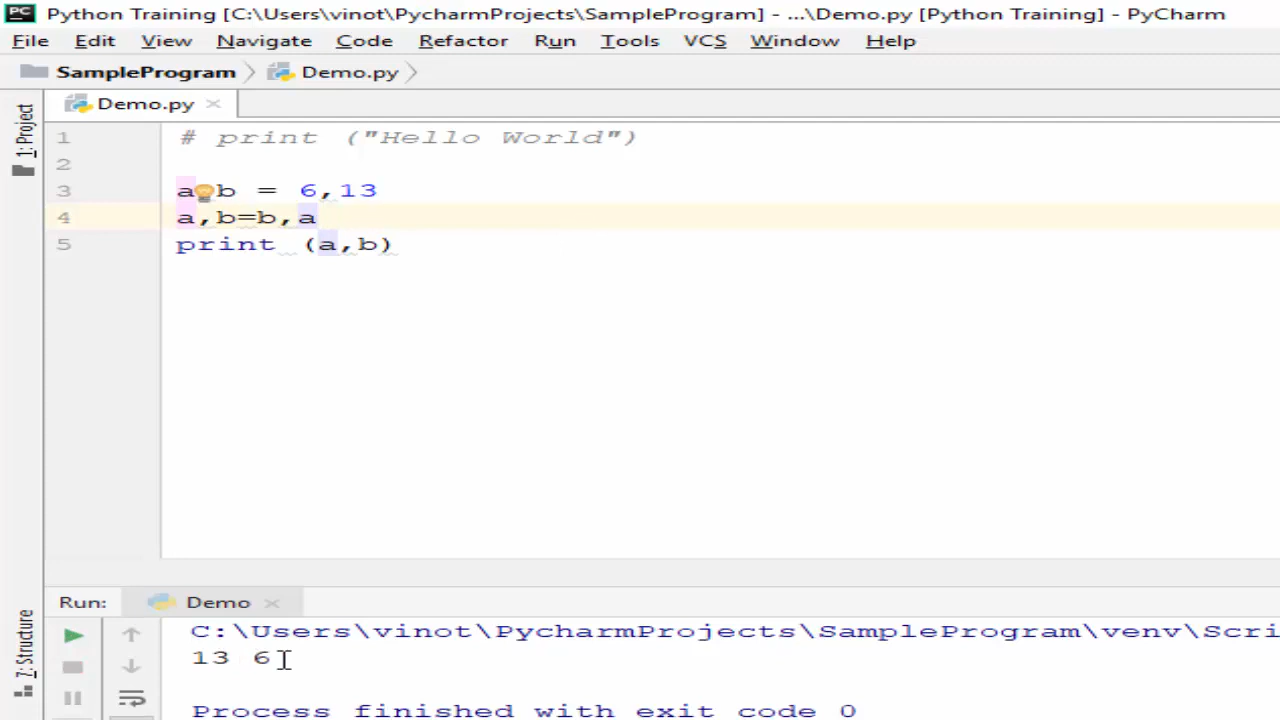 PC Python Training [C:\Users\vinot\PycharmProjects\SampleProgram] - ...\Demo.py [Python Training] - PyCharm
File Edit View Navigate Code Refactor Run Tools VCS Window Help
SampleProgram Demo.py
Demo.py
1: Project
1 # print ("Hello World")
2
3 a b = 6,13
4 a,b=b,a
5 print (a,b)
7: Structure
Run: Demo
C:\Users\vinot\PycharmProjects\SampleProgram\venv\Scri
13 6
Process finished with exit code 0